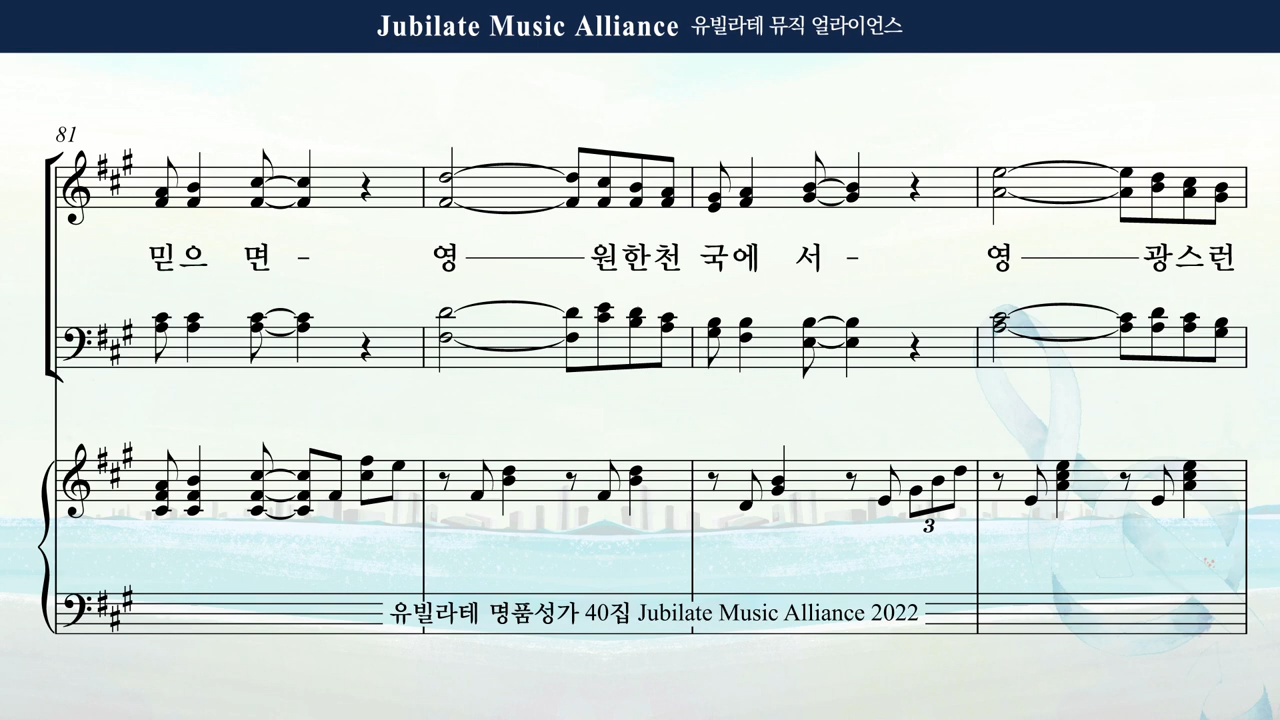 Jubilate Music Alliance 유빌라테 뮤직 얼라이언스
81
믿으 면 - 영 원한천 국에 서 - 영 광스런
3
유빌라테 명품성가 40집 Jubilate Music Alliance 2022